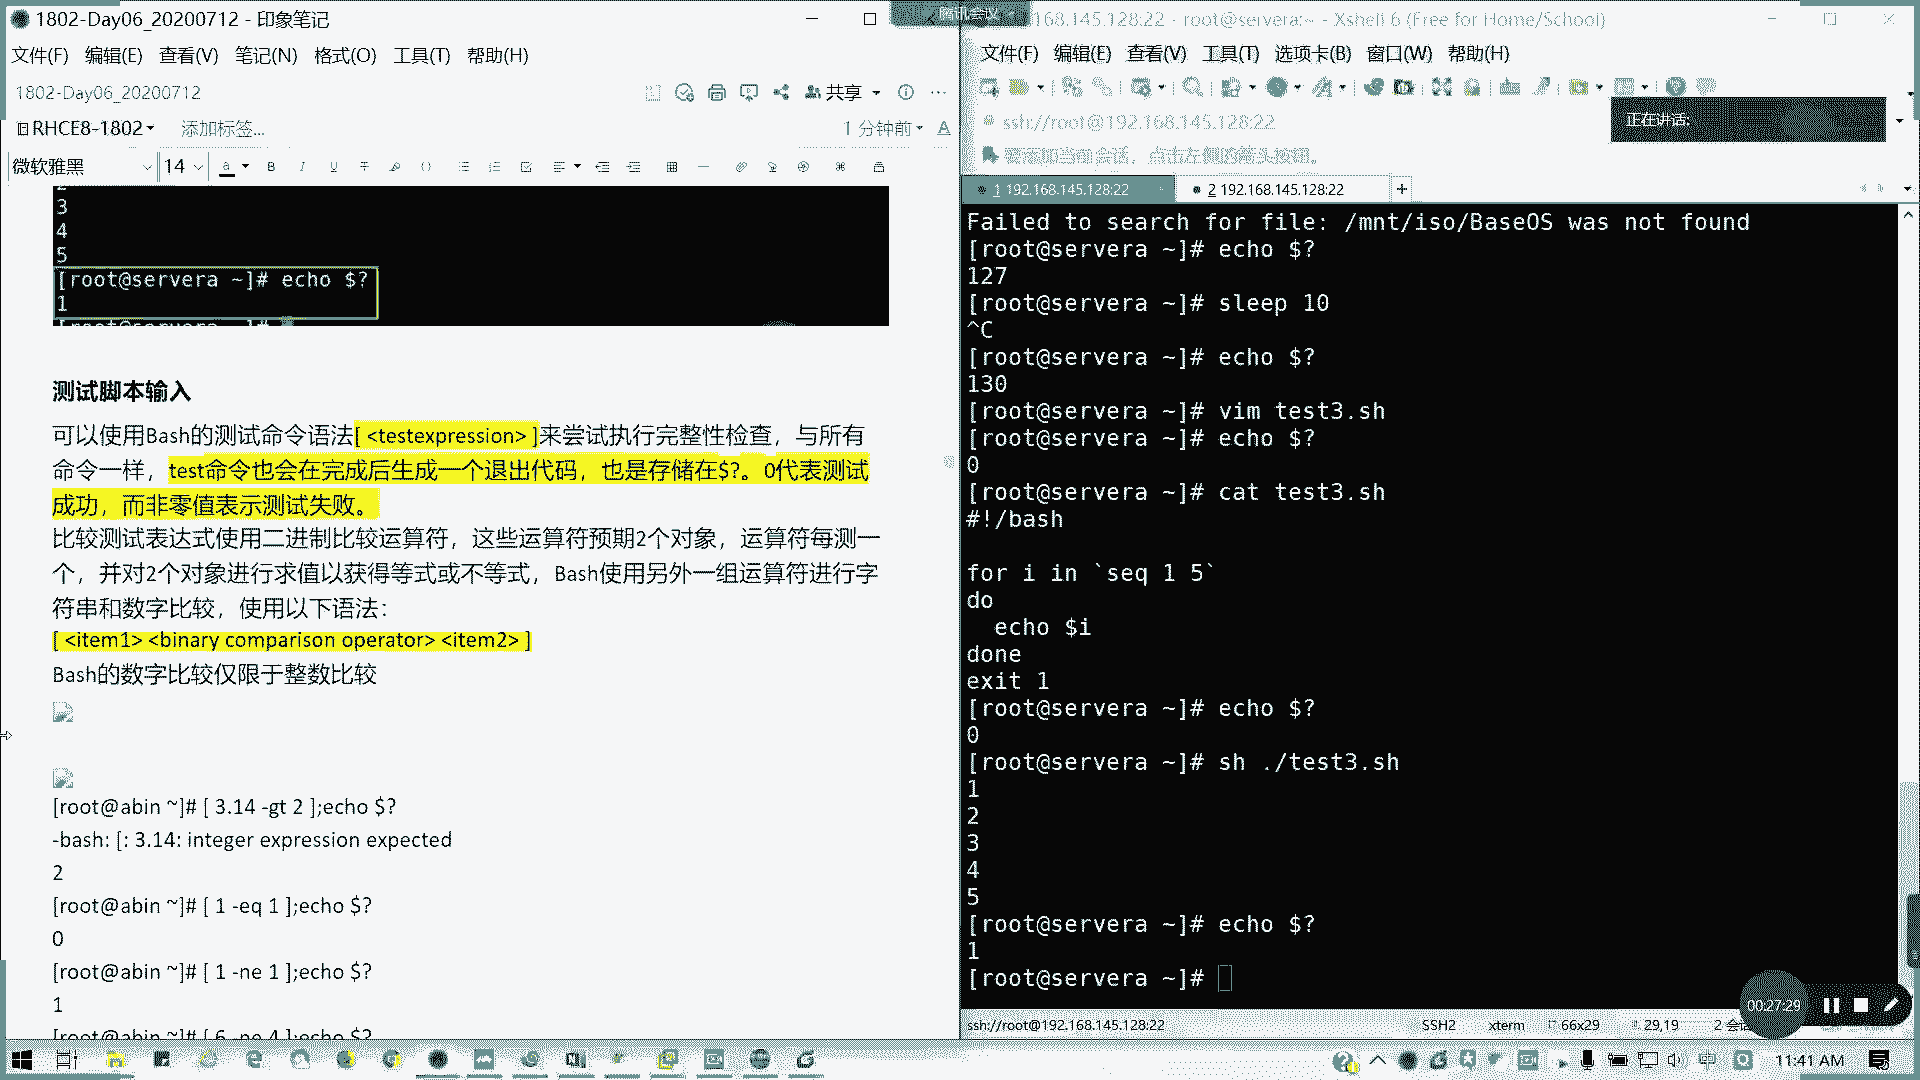 1802-Day06_20200712 - 印象笔记
文件(F) 编辑(E) 查看(V) 笔记(N) 格式(O) 工具(T) 帮助(H)
1802-Day06_20200712
共享
RHCE8-1802 添加标签...
1 分钟前
微软雅黑 14
3
4
5
[root@servera ~]# echo $?
1
测试脚本输入
可以使用Bash的测试命令语法[ <testexpression> ]来尝试执行完整性检查，与所有
命令一样，test命令也会在完成后生成一个退出代码，也是存储在$?。0代表测试
成功，而非零值表示测试失败。
比较测试表达式使用二进制比较运算符，这些运算符预期2个对象，运算符每测一
个，并对2个对象进行求值以获得等式或不等式，Bash使用另外一组运算符进行字
符串和数字比较，使用以下语法：
[ <item1> <binary comparison operator> <item2> ]
Bash的数字比较仅限于整数比较
[root@abin ~]# [ 3.14 -gt 2 ];echo $?
-bash: [: 3.14: integer expression expected
2
[root@abin ~]# [ 1 -eq 1 ];echo $?
0
[root@abin ~]# [ 1 -ne 1 ];echo $?
1
腾讯会议
168.145.128:22 - root@servera:~ - Xshell 6 (Free for Home/School)
文件(F) 编辑(E) 查看(V) 工具(T) 选项卡(B) 窗口(W) 帮助(H)
ssh://root@192.168.145.128:22
正在讲话:
要添加当前会话，点击左侧的箭头按钮。
1 192.168.145.128:22
2 192.168.145.128:22
Failed to search for file: /mnt/iso/BaseOS was not found
[root@servera ~]# echo $?
127
[root@servera ~]# sleep 10
^C
[root@servera ~]# echo $?
130
[root@servera ~]# vim test3.sh
[root@servera ~]# echo $?
0
[root@servera ~]# cat test3.sh
#!/bash
for i in `seq 1 5`
do
echo $i
done
exit 1
[root@servera ~]# echo $?
0
[root@servera ~]# sh ./test3.sh
1
2
3
4
5
[root@servera ~]# echo $?
1
[root@servera ~]#
00:27:29
ssh://root@192.168.145.128:22 SSH2 xterm 66x29 29,19
11:41 AM